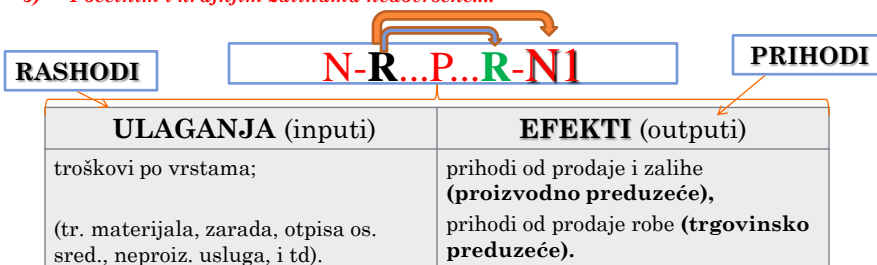 N-R...P...R-N1
RASHODI
PRIHODI
ULAGANJA (inputi)
EFEKTI (outputi)
troškovi po vrstama;
(tr. materijala, zarada, otpisa os.
sred., neproiz. usluga, i td).
prihodi od prodaje i zalihe
(proizvodno preduzeće),
prihodi od prodaje robe (trgovinsko
preduzeće).